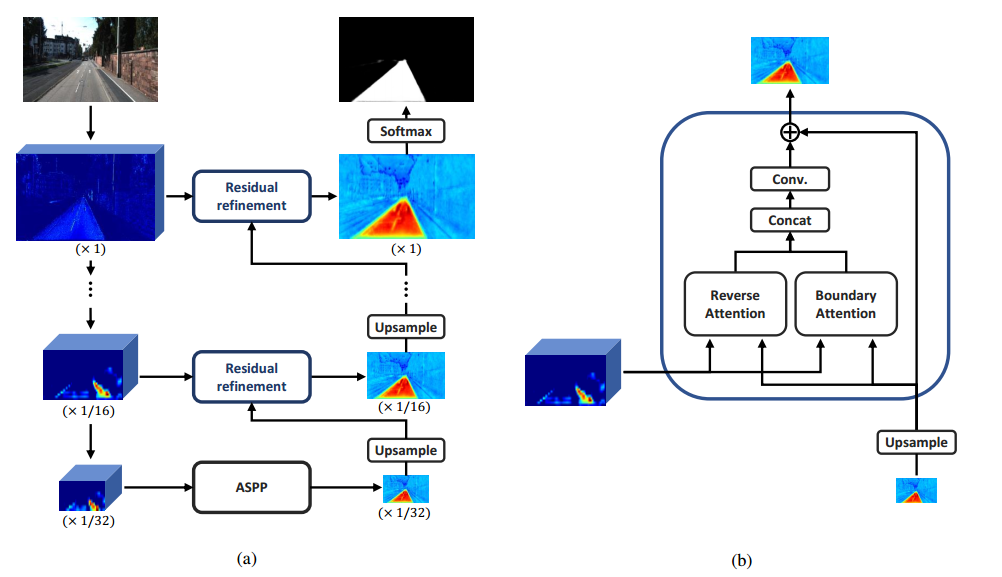 Softmax
Residual
refinement
(× 1)
(× 1)
Upsample
Residual
refinement
(× 1/16)
(× 1/16)
Upsample
ASPP
(× 1/32)
(× 1/32)
(a)
Conv.
Concat
Reverse
Attention
Boundary
Attention
Upsample
(b)